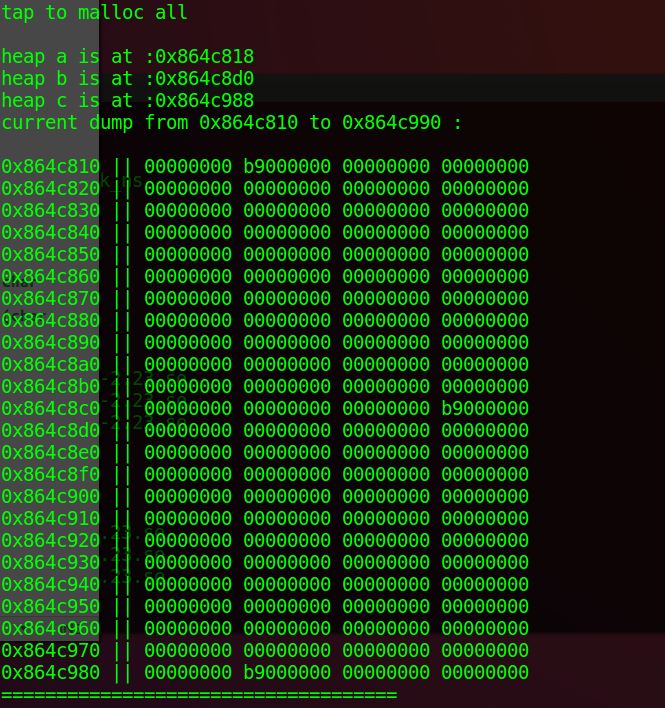 tap to malloc all
heap a is at :0x864c818
heap b is at :0x864c8d0
heap c is at :0x864c988
current dump from 0x864c810 to 0x864c990 :
0x864c810 || 00000000 b9000000 00000000 00000000
0x864c820 || 00000000 00000000 00000000 00000000
0x864c830 || 00000000 00000000 00000000 00000000
0x864c840 || 00000000 00000000 00000000 00000000
0x864c850 || 00000000 00000000 00000000 00000000
0x864c860 || 00000000 00000000 00000000 00000000
0x864c870 || 00000000 00000000 00000000 00000000
0x864c880 || 00000000 00000000 00000000 00000000
0x864c890 || 00000000 00000000 00000000 00000000
0x864c8a0 || 00000000 00000000 00000000 00000000
0x864c8b0 || 00000000 00000000 00000000 00000000
0x864c8c0 || 00000000 00000000 00000000 b9000000
0x864c8d0 || 00000000 00000000 00000000 00000000
0x864c8e0 || 00000000 00000000 00000000 00000000
0x864c8f0 || 00000000 00000000 00000000 00000000
0x864c900 || 00000000 00000000 00000000 00000000
0x864c910 || 00000000 00000000 00000000 00000000
0x864c920 || 00000000 00000000 00000000 00000000
0x864c930 || 00000000 00000000 00000000 00000000
0x864c940 || 00000000 00000000 00000000 00000000
0x864c950 || 00000000 00000000 00000000 00000000
0x864c960 || 00000000 00000000 00000000 00000000
0x864c970 || 00000000 00000000 00000000 00000000
0x864c980 || 00000000 b9000000 00000000 00000000
====================================